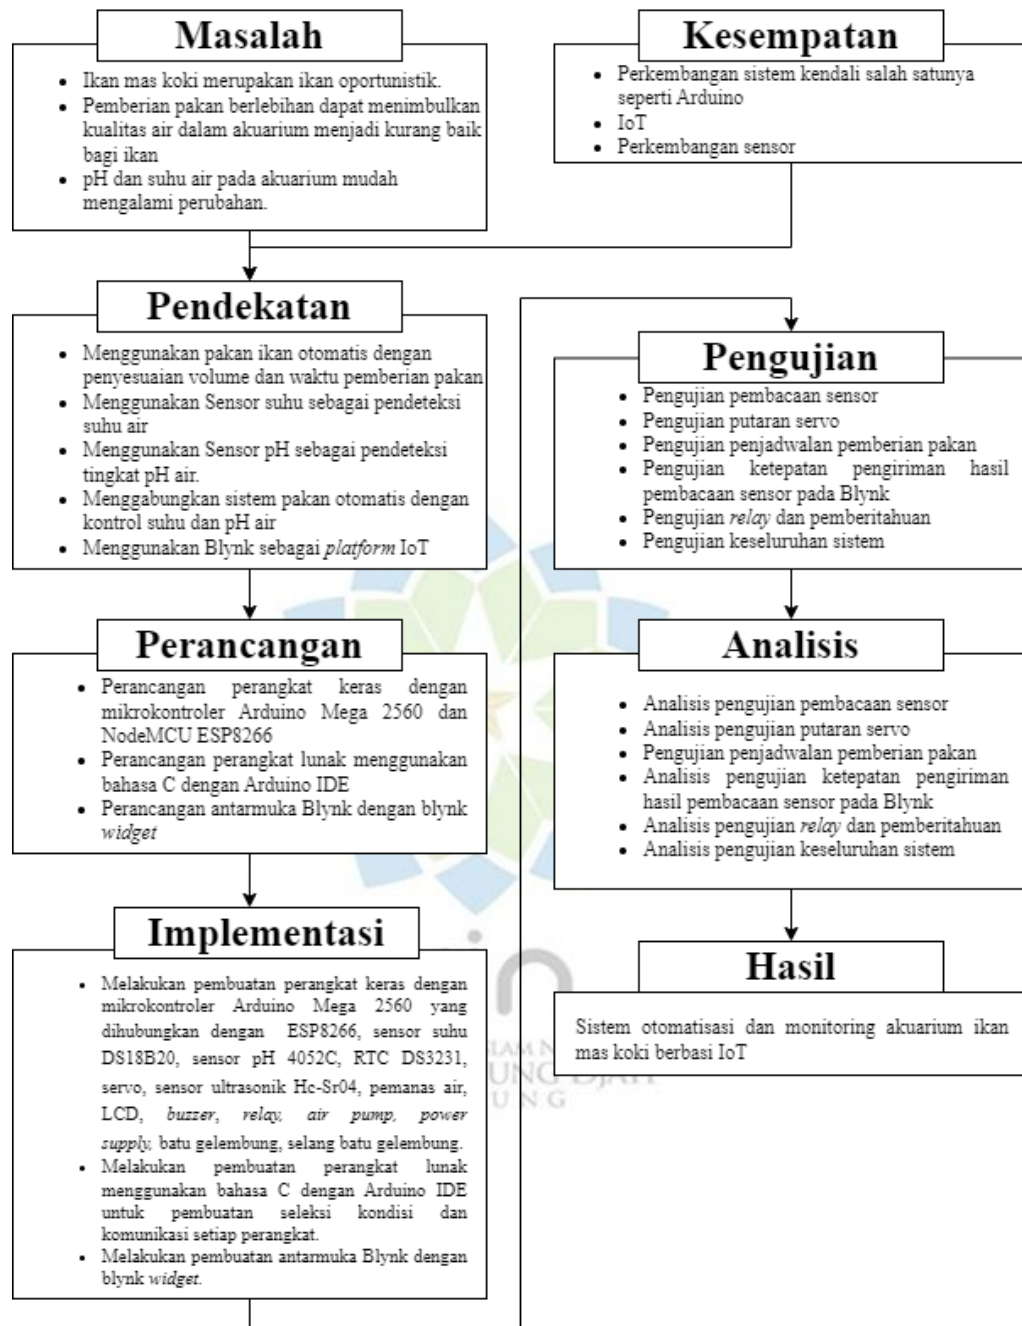 Masalah
• Ikan mas koki merupakan ikan oportunistik.
• Pemberian pakan berlebihan dapat menimbulkan
kualitas air dalam akuarium menjadi kurang baik
bagi ikan
• pH dan suhu air pada akuarium mudah
mengalami perubahan.
Kesempatan
• Perkembangan sistem kendali salah satunya
seperti Arduino
• IoT
• Perkembangan sensor
Pendekatan
• Menggunakan pakan ikan otomatis dengan
penyesuaian volume dan waktu pemberian pakan
• Menggunakan Sensor suhu sebagai pendeteksi
suhu air
• Menggunakan Sensor pH sebagai pendeteksi
tingkat pH air.
• Menggabungkan sistem pakan otomatis dengan
kontrol suhu dan pH air
• Menggunakan Blynk sebagai platform IoT
Perancangan
• Perancangan perangkat keras dengan
mikrokontroler Arduino Mega 2560 dan
NodeMCU ESP8266
• Perancangan perangkat lunak menggunakan
bahasa C dengan Arduino IDE
• Perancangan antarmuka Blynk dengan blynk
widget
Implementasi
• Melakukan pembuatan perangkat keras dengan
mikrokontroler Arduino Mega 2560 yang
dihubungkan dengan ESP8266, sensor suhu
DS18B20, sensor pH 4052C, RTC DS3231,
servo, sensor ultrasonik Hc-Sr04, pemanas air,
LCD, buzzer, relay, air pump, power
supply, batu gelembung, selang batu gelembung.
• Melakukan pembuatan perangkat lunak
menggunakan bahasa C dengan Arduino IDE
untuk pembuatan seleksi kondisi dan
komunikasi setiap perangkat.
• Melakukan pembuatan antarmuka Blynk dengan
blynk widget.
Pengujian
• Pengujian pembacaan sensor
• Pengujian putaran servo
• Pengujian penjadwalan pemberian pakan
• Pengujian ketepatan pengiriman hasil
pembacaan sensor pada Blynk
• Pengujian relay dan pemberitahuan
• Pengujian keseluruhan sistem
Analisis
• Analisis pengujian pembacaan sensor
• Analisis pengujian putaran servo
• Pengujian penjadwalan pemberian pakan
• Analisis pengujian ketepatan pengiriman
hasil pembacaan sensor pada Blynk
• Analisis pengujian relay dan pemberitahuan
• Analisis pengujian keseluruhan sistem
Hasil
Sistem otomatisasi dan monitoring akuarium ikan
mas koki berbasi IoT